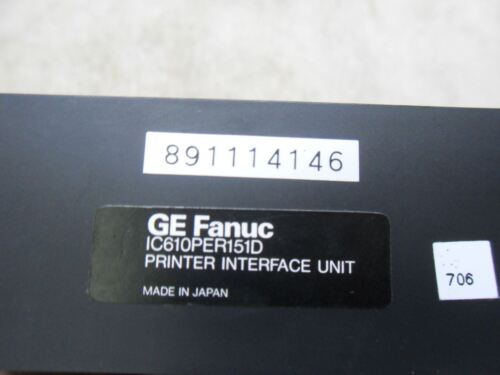 891114146
GE Fanuc
IC610PER151D
PRINTER INTERFACE UNIT
MADE IN JAPAN
706